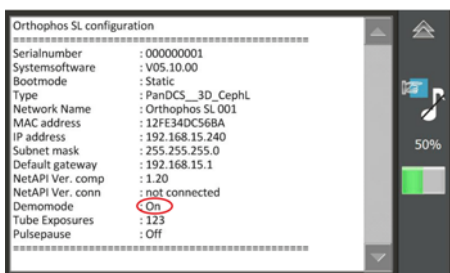 Orthophos SL configuration
==================================================
Serialnumber : 000000001
Systemsoftware : V05.10.00
Bootmode : Static
Type : PanDCS__3D_CephL
Network Name : Orthophos SL 001
MAC address : 12FE34DC56BA
IP address : 192.168.15.240
Subnet mask : 255.255.255.0
Default gateway : 192.168.15.1
NetAPI Ver. comp : 1.20
NetAPI Ver. conn : not connected
Demomode : On
Tube Exposures : 123
Pulsepause : Off
==================================================
50%